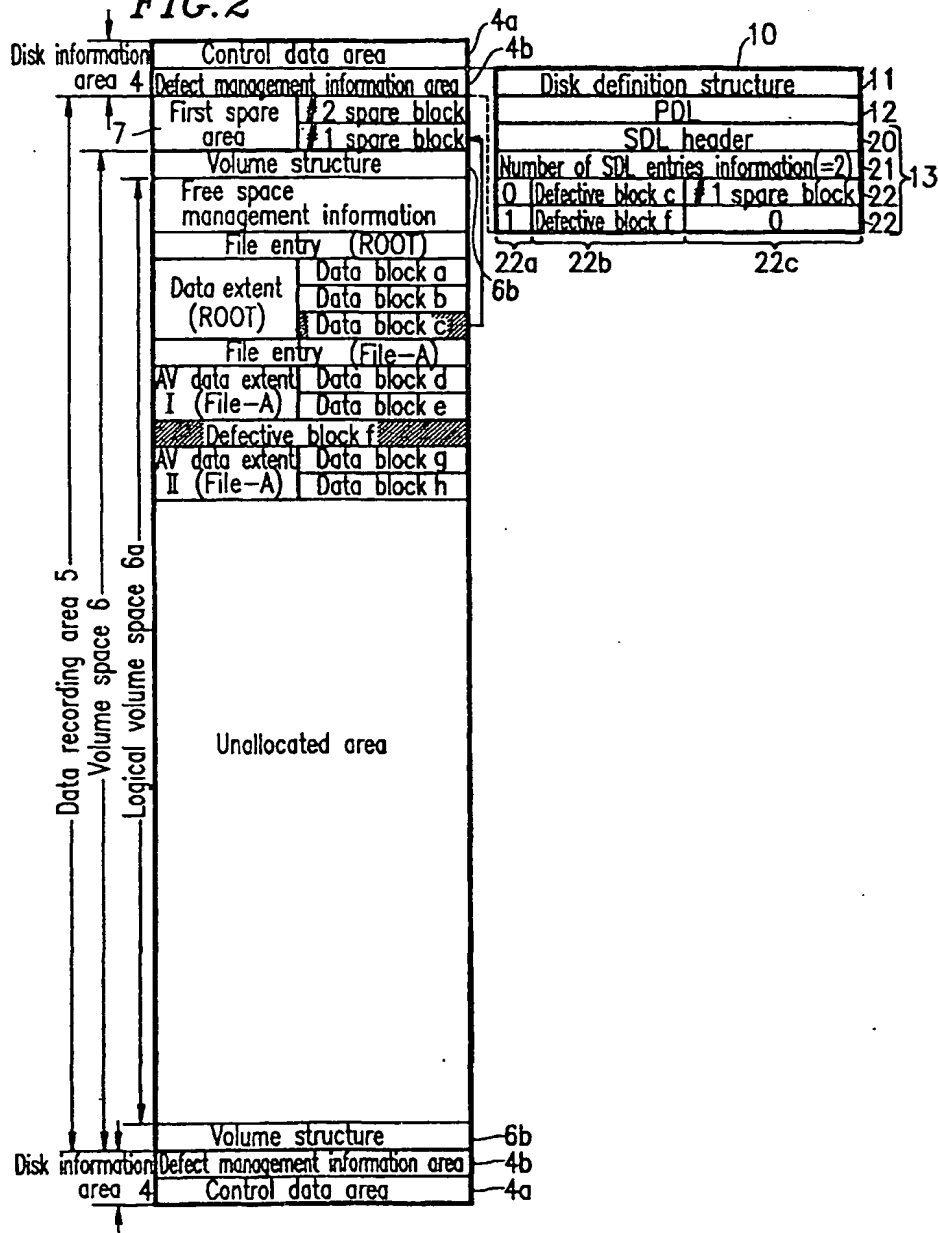 FIG. 2
4a
Disk information area 4
Control data area
4b
Defect management information area
10
Disk definition structure
11
PDL
12
SDL header
20
Number of SDL entries information(=2)
21
13
0 Defective block c #1 spare block
22
1 Defective block f 0
22
22a 22b 22c
7
First spare area
#2 spare block
#1 spare block
Volume structure
6b
Free space management information
File entry (ROOT)
Data extent (ROOT)
Data block a
Data block b
Data block c
File entry (File-A)
AV data extent I (File-A)
Data block d
Data block e
Defective block f
AV data extent II (File-A)
Data block g
Data block h
Data recording area 5
Volume space 6
Logical volume space 6a
Unallocated area
Volume structure
6b
Disk information area 4
Defect management information area
4b
Control data area
4a